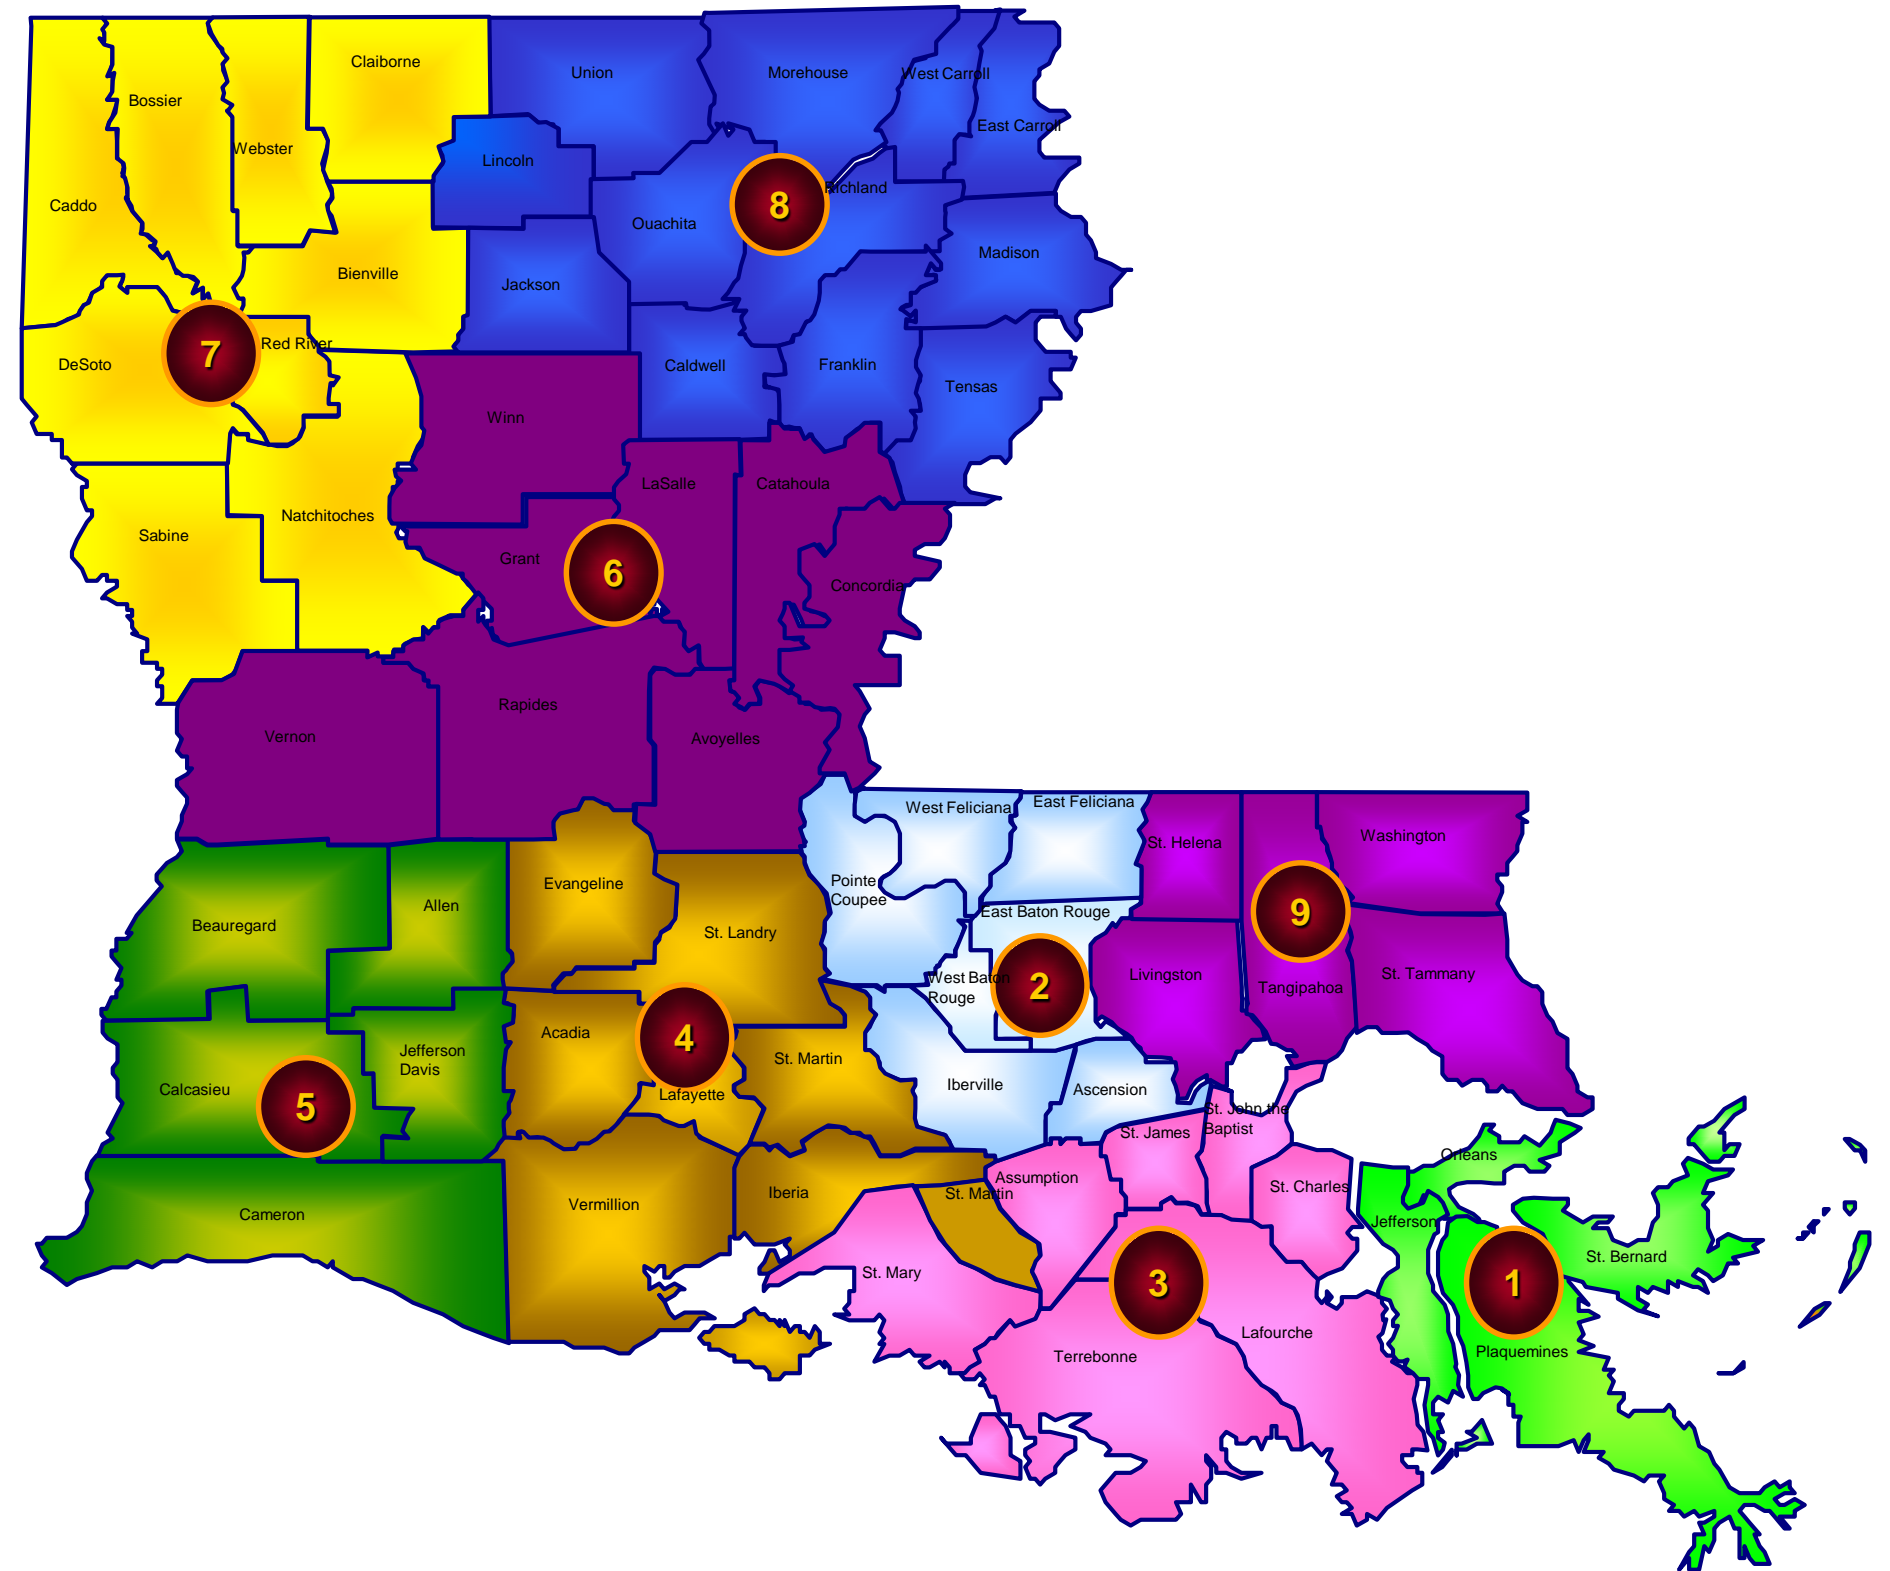 Claiborne
Union
Morehouse
West Carroll
Bossier
East Carroll
Webster
Lincoln
Caddo
8
Richland
Ouachita
Madison
Bienville
Jackson
7
Red River
DeSoto
Caldwell
Franklin
Tensas
Winn
LaSalle
Catahoula
Natchitoches
Sabine
Grant
6
Concordia
Rapides
Vernon
Avoyelles
West Feliciana
East Feliciana
St. Helena
Washington
Evangeline
Pointe
Coupee
Allen
East Baton Rouge
9
Beauregard
St. Landry
West Baton
Rouge
2
Livingston
Tangipahoa
St. Tammany
Acadia
4
St. Martin
Jefferson
Davis
Calcasieu
5
Lafayette
Iberville
Ascension
St. John the
Baptist
St. James
Orleans
Assumption
St. Charles
Iberia
St. Martin
Vermillion
Cameron
Jefferson
St. Bernard
St. Mary
3
1
Lafourche
Terrebonne
Plaquemines